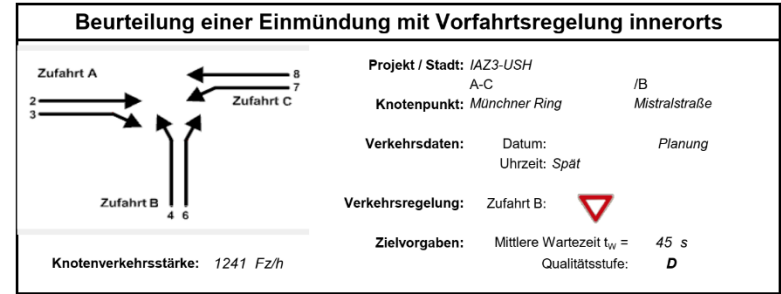 Beurteilung einer Einmündung mit Vorfahrtsregelung innerorts
Zufahrt A
8
7
Zufahrt C
2
3
Zufahrt B
4 6
Knotenverkehrsstärke: 1241 Fz/h
Projekt / Stadt: IAZ3-USH
A-C /B
Knotenpunkt: Münchner Ring Mistralstraße
Verkehrsdaten: Datum: Planung
Uhrzeit: Spät
Verkehrsregelung: Zufahrt B:
Zielvorgaben: Mittlere Wartezeit tW = 45 s
Qualitätsstufe: D